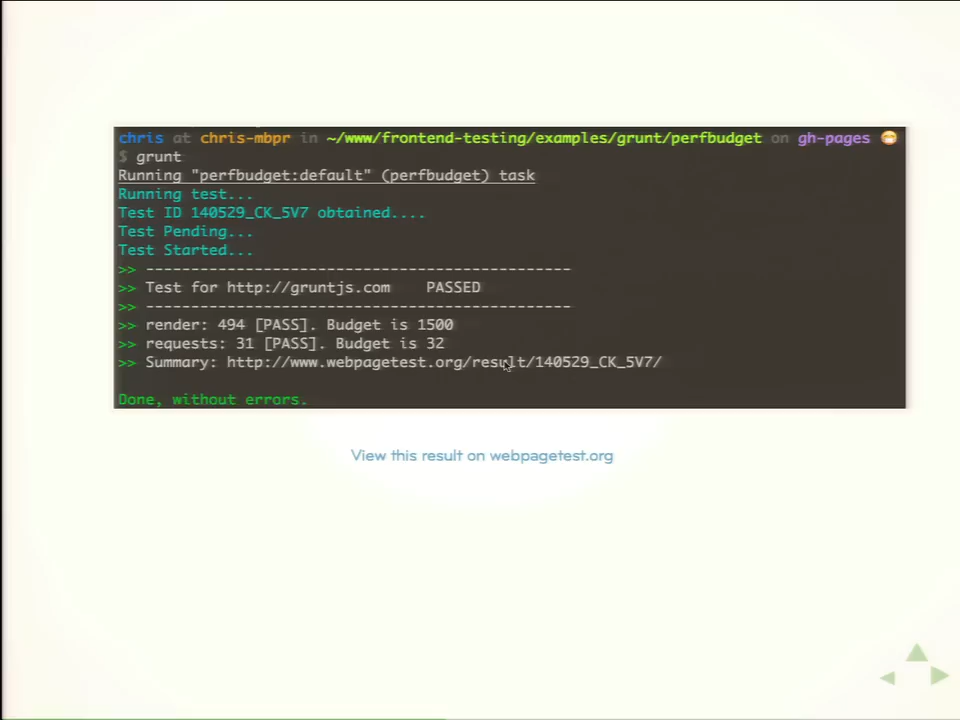 chris at chris-mbpr in ~/www/frontend-testing/examples/grunt/perfbudget on gh-pages 😁
$ grunt
Running "perfbudget:default" (perfbudget) task
Running test...
Test ID 140529_CK_5V7 obtained....
Test Pending...
Test Started...
>> -----------------------------------------------
>> Test for http://gruntjs.com    PASSED
>> -----------------------------------------------
>> render: 494 [PASS]. Budget is 1500
>> requests: 31 [PASS]. Budget is 32
>> Summary: http://www.webpagetest.org/result/140529_CK_5V7/
Done, without errors.
View this result on webpagetest.org